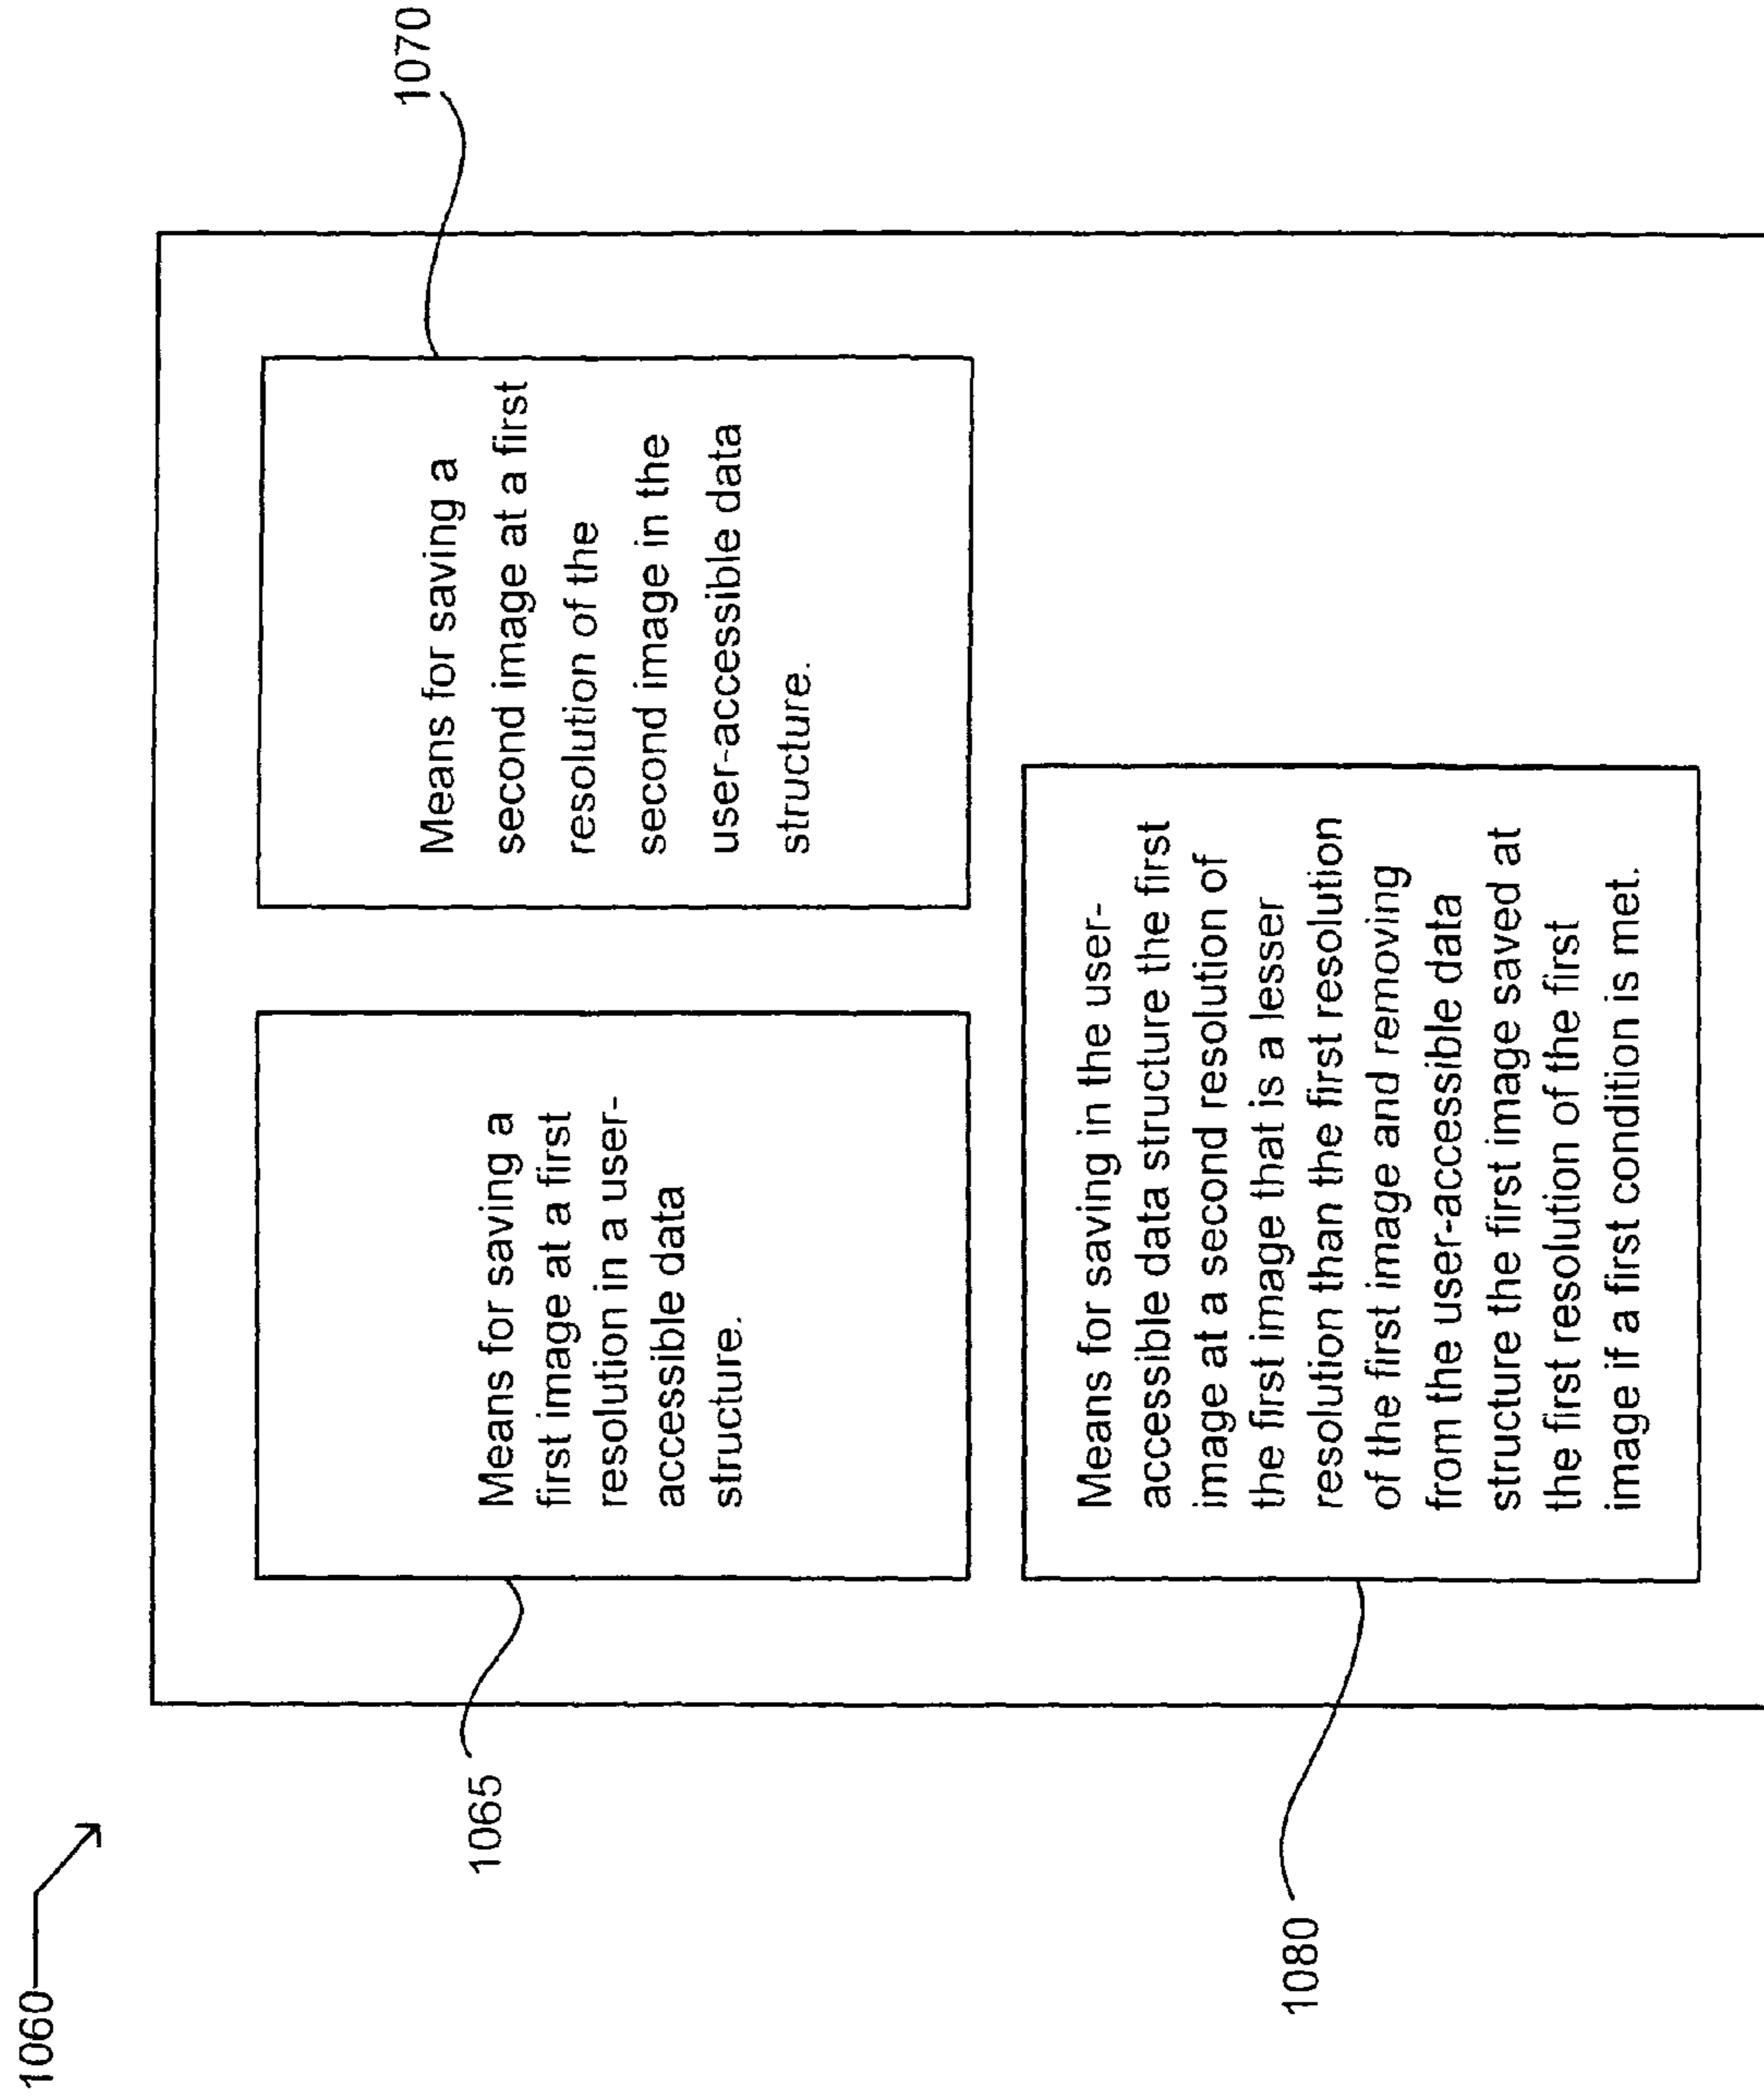 1060
1065
Means for saving a
first image at a first
resolution in a user-
accessible data
structure.
1070
Means for saving a
second image at a first
resolution of the
second image in the
user-accessible data
structure.
1080
Means for saving in the user-
accessible data structure the first
image at a second resolution of
the first image that is a lesser
resolution than the first resolution
of the first image and removing
from the user-accessible data
structure the first image saved at
the first resolution of the first
image if a first condition is met.